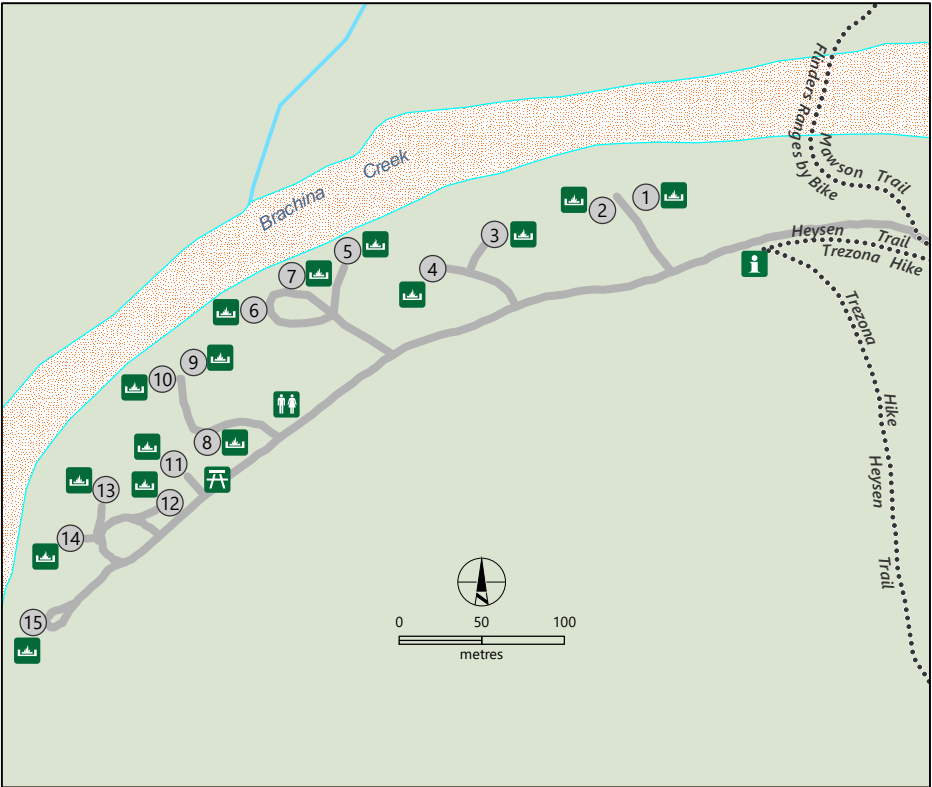 Flinders Ranges by Bike
Mawson Trail
Brachina Creek
1
2
3
Heysen Trail
Trezona Hike
5
4
7
6
Trezona Hike
Heysen Trail
9
10
8
11
13
12
14
15
N
0 50 100
metres